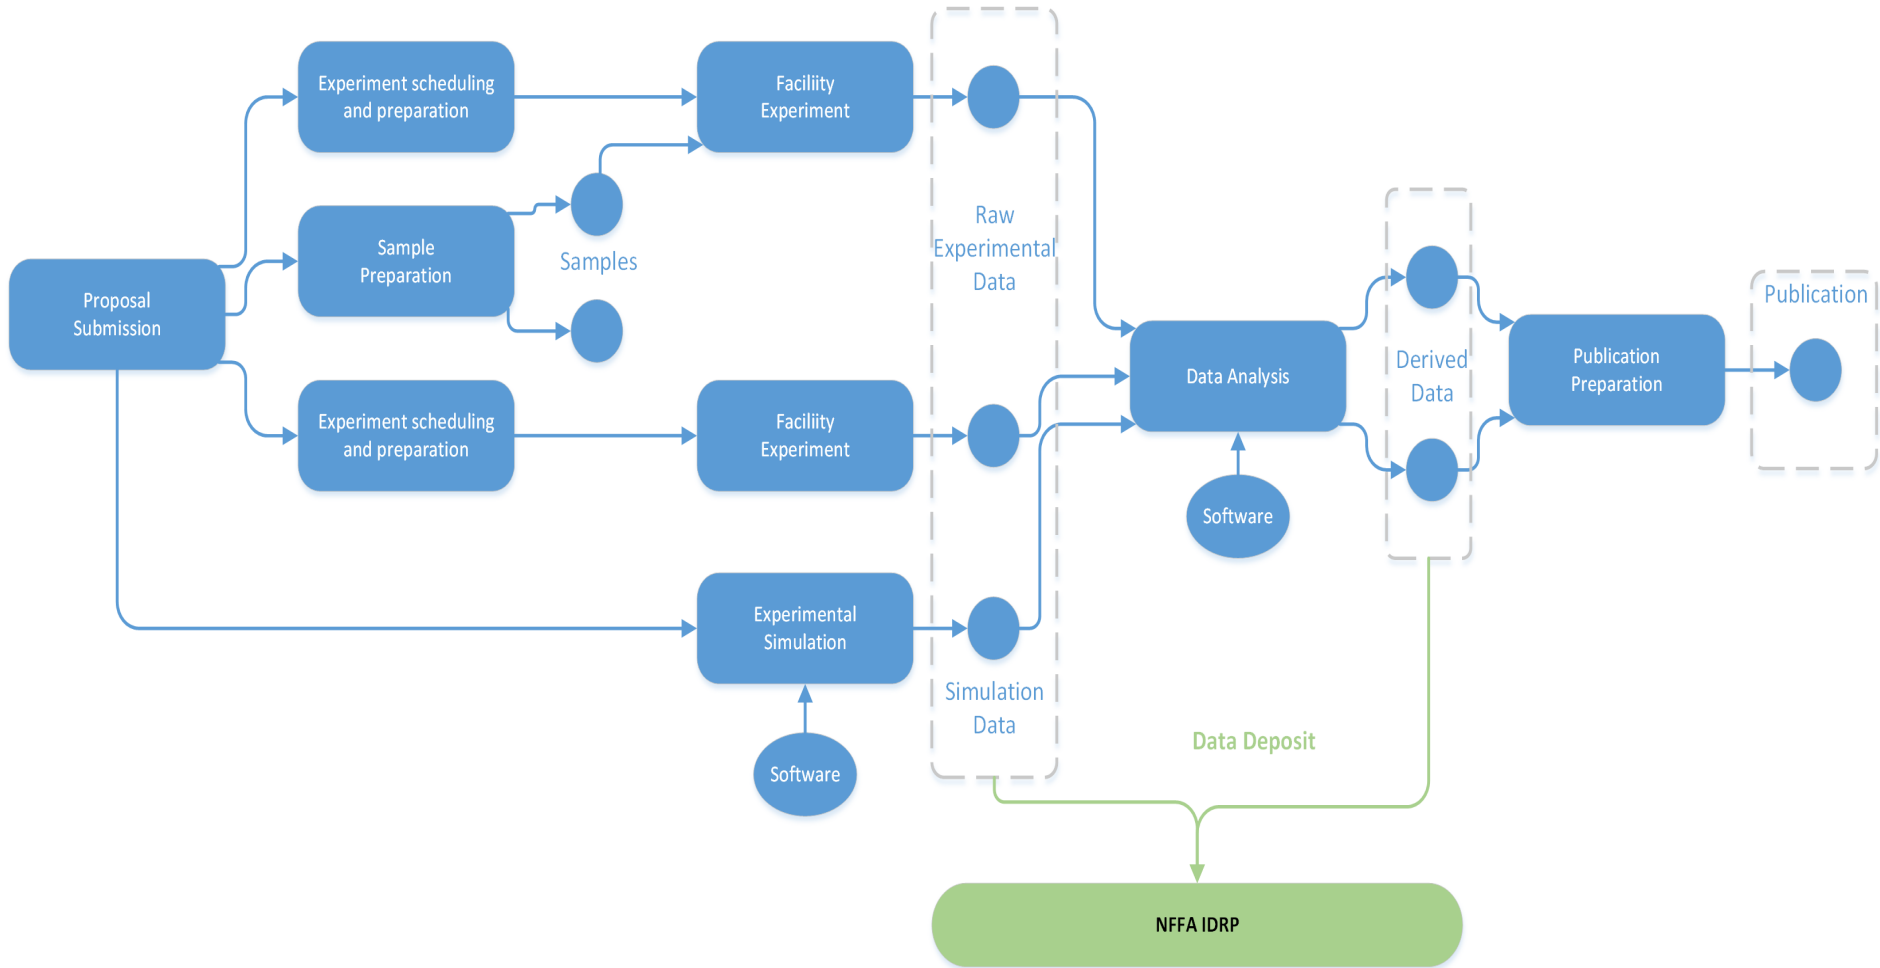 Proposal
Submission
Experiment scheduling
and preparation
Sample
Preparation
Experiment scheduling
and preparation
Samples
Faciliity
Experiment
Faciliity
Experiment
Experimental
Simulation
Software
Raw
Experimental
Data
Simulation
Data
Data Analysis
Software
Derived
Data
Publication
Preparation
Publication
Data Deposit
NFFA IDRP